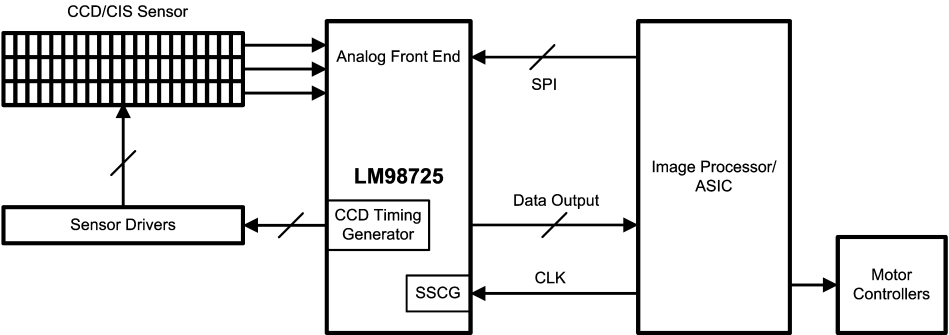 CCD/CIS Sensor
Analog Front End
SPI
LM98725
Image Processor/
ASIC
Data Output
Sensor Drivers
CCD Timing
Generator
SSCG
CLK
Motor
Controllers